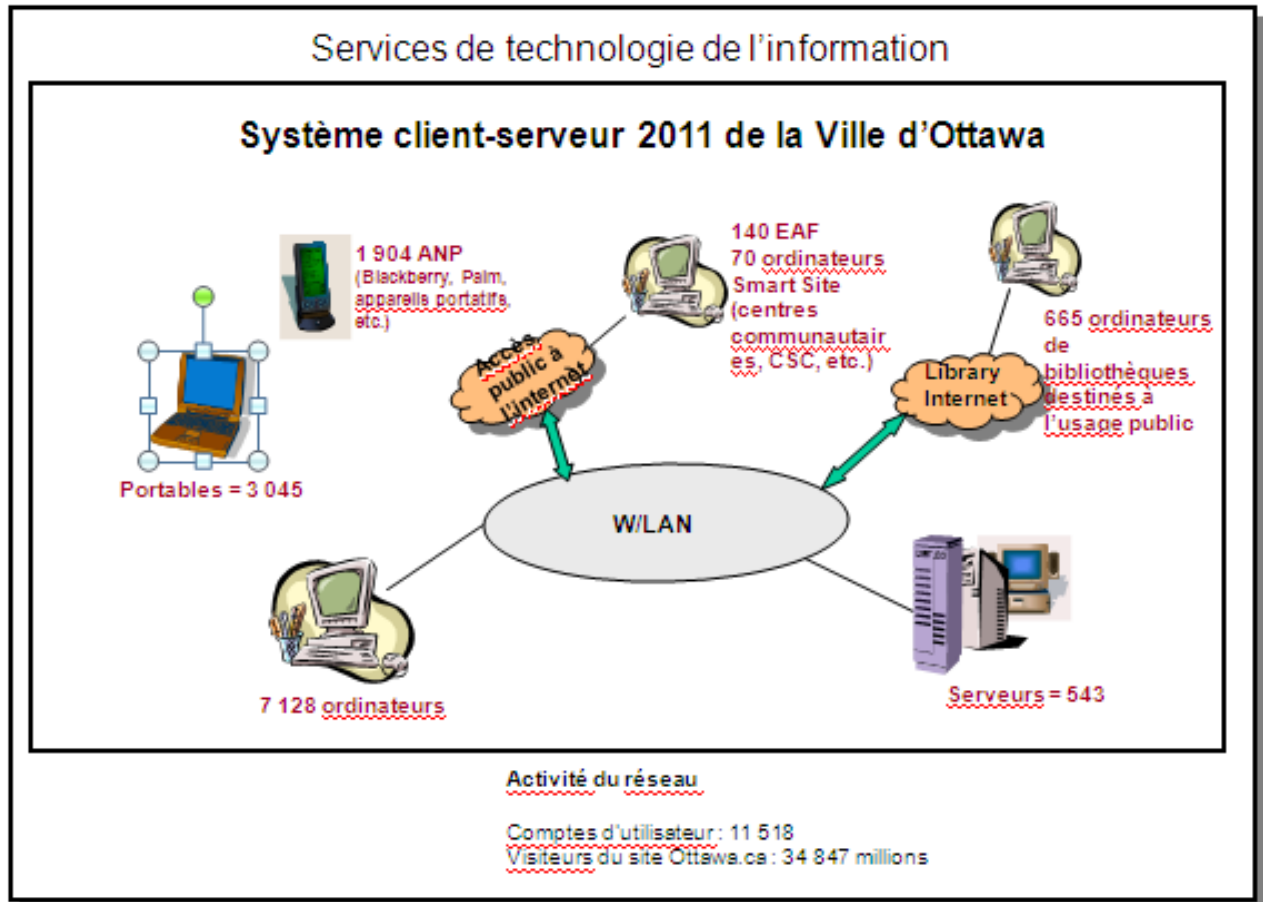 Services de technologie de l'information
Système client-serveur 2011 de la Ville d'Ottawa
1 904 ANP
(Blackberry, Palm,
appareils portatifs,
etc.)
140 EAF
70 ordinateurs
Smart Site
(centres
communautair
es, CSC, etc.)
665 ordinateurs
de
bibliothèques
destinés à
l'usage public
Accès
public à
l'internet
Library
Internet
Portables = 3 045
W/LAN
7 128 ordinateurs
Serveurs = 543
Activité du réseau
Comptes d'utilisateur : 11 518
Visiteurs du site Ottawa.ca : 34 847 millions